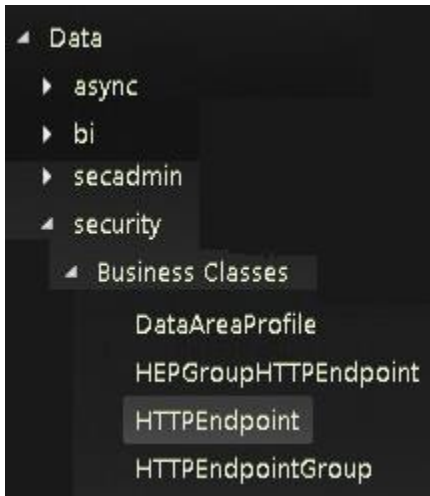 Data
async
bi
secadmin
security
Business Classes
DataAreaProfile
HEPGroupHTTPEndpoint
HTTPEndpoint
HTTPEndpointGroup